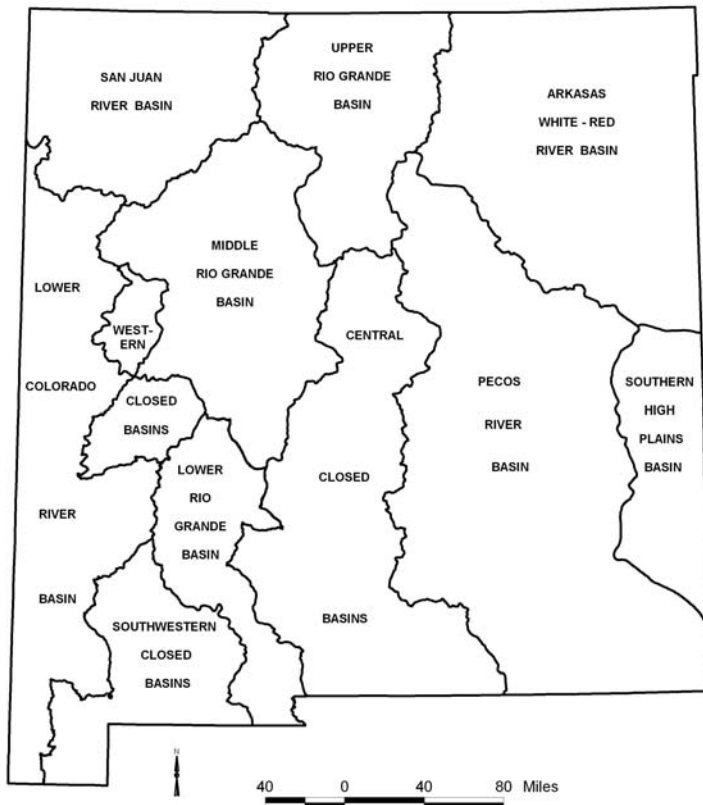 SAN JUAN
RIVER BASIN
UPPER
RIO GRANDE
BASIN
ARKASAS
WHITE - RED
RIVER BASIN
MIDDLE
RIO GRANDE
BASIN
LOWER
COLORADO
RIVER
BASIN
WEST-
ERN
CLOSED
BASINS
CENTRAL
CLOSED
BASINS
PECOS
RIVER
BASIN
SOUTHERN
HIGH
PLAINS
BASIN
LOWER
RIO
GRANDE
BASIN
SOUTHWESTERN
CLOSED
BASINS
N
40 0 40 80 Miles